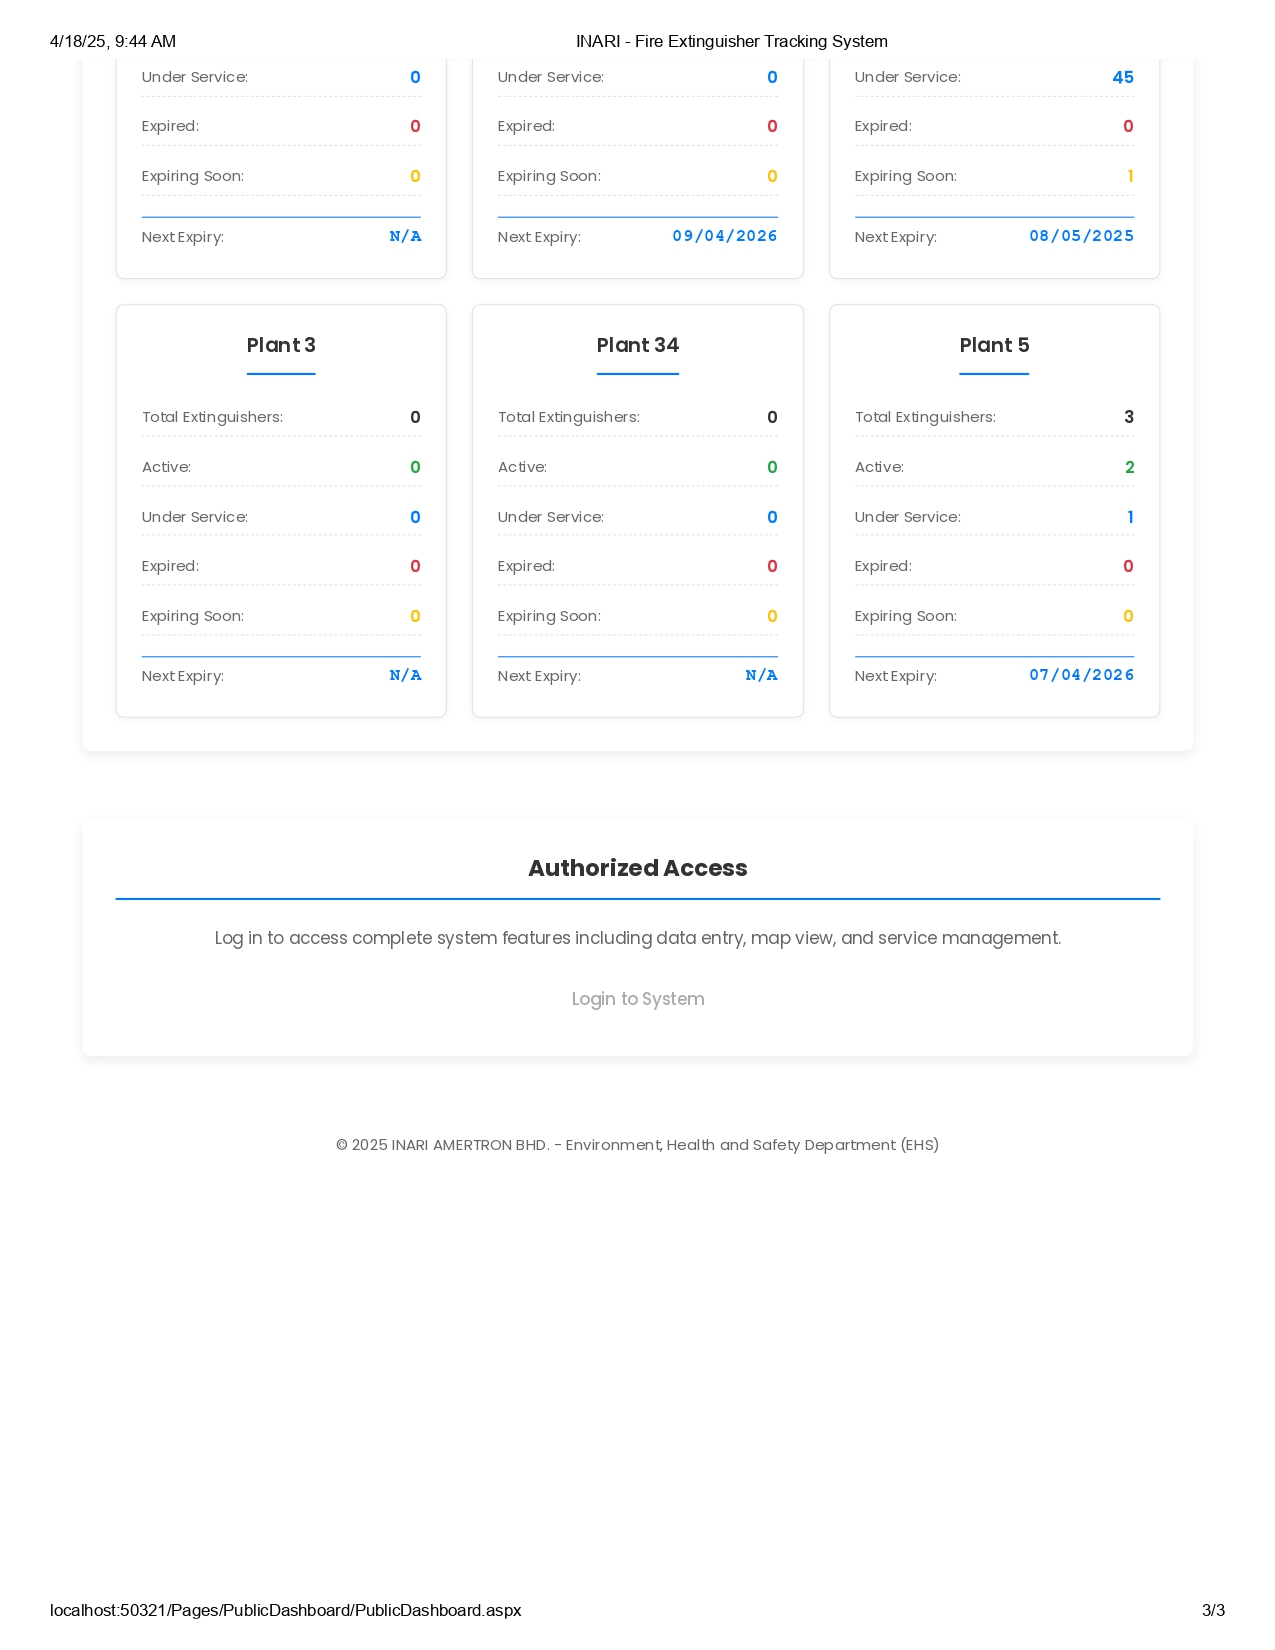 4/18/25, 9:44 AM
INARI - Fire Extinguisher Tracking System
Under Service: 0
Expired: 0
Expiring Soon: 0
Next Expiry: N/A
Under Service: 0
Expired: 0
Expiring Soon: 0
Next Expiry: 09/04/2026
Under Service: 45
Expired: 0
Expiring Soon: 1
Next Expiry: 08/05/2025
Plant 3
Total Extinguishers: 0
Active: 0
Under Service: 0
Expired: 0
Expiring Soon: 0
Next Expiry: N/A
Plant 34
Total Extinguishers: 0
Active: 0
Under Service: 0
Expired: 0
Expiring Soon: 0
Next Expiry: N/A
Plant 5
Total Extinguishers: 3
Active: 2
Under Service: 1
Expired: 0
Expiring Soon: 0
Next Expiry: 07/04/2026
Authorized Access
Log in to access complete system features including data entry, map view, and service management.
Login to System
© 2025 INARI AMERTRON BHD. - Environment, Health and Safety Department (EHS)
localhost:50321/Pages/PublicDashboard/PublicDashboard.aspx
3/3